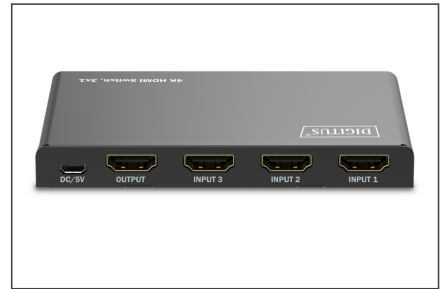 4K HDMI Switch, 3x1
DIGITUS®
DC/5V OUTPUT INPUT 3 INPUT 2 INPUT 1